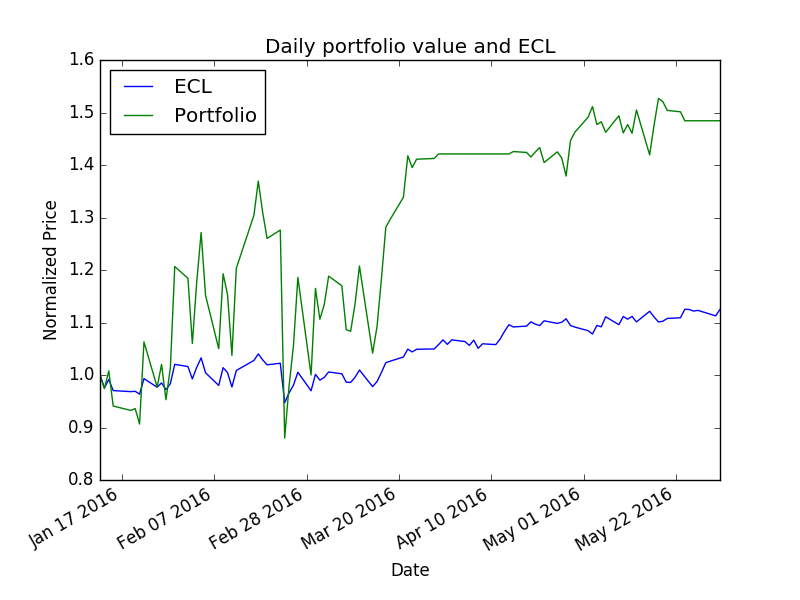 Daily portfolio value and ECL
1.6
1.5
1.4
1.3
1.2
1.1
1.0
0.9
0.8
Normalized Price
ECL
Portfolio
Jan 17 2016
Feb 07 2016
Feb 28 2016
Mar 20 2016
Apr 10 2016
May 01 2016
May 22 2016
Date